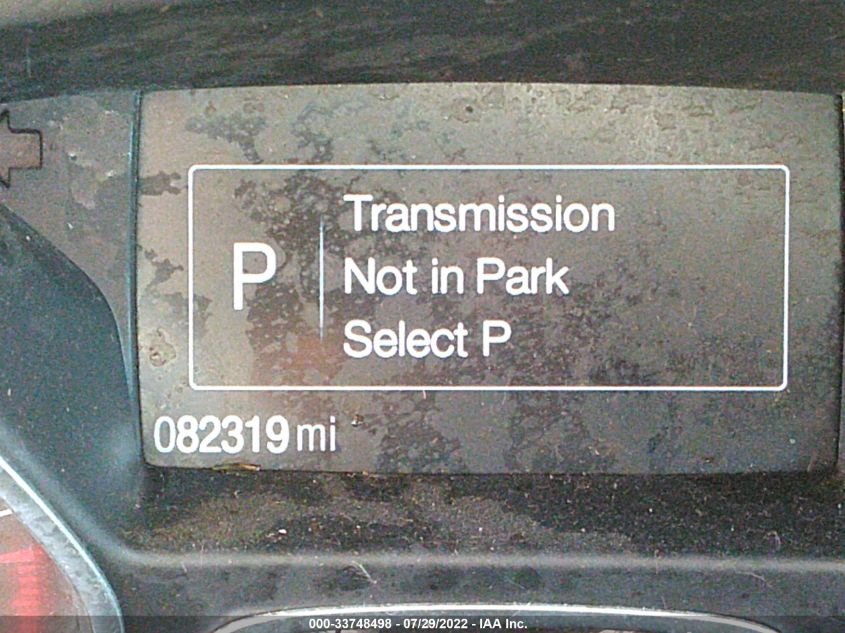 P
Transmission
Not in Park
Select P
082319 mi
000-33748498 - 07/29/2022 - IAA Inc.